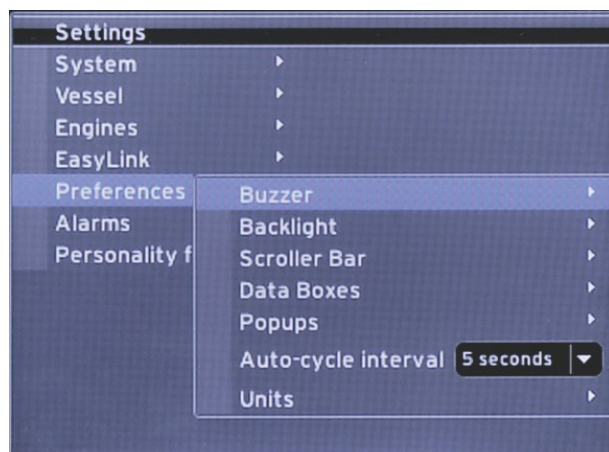 Settings
System
Vessel
Engines
EasyLink
Preferences
Alarms
Personality f
Buzzer
Backlight
Scroller Bar
Data Boxes
Popups
Auto-cycle interval 5 seconds
Units